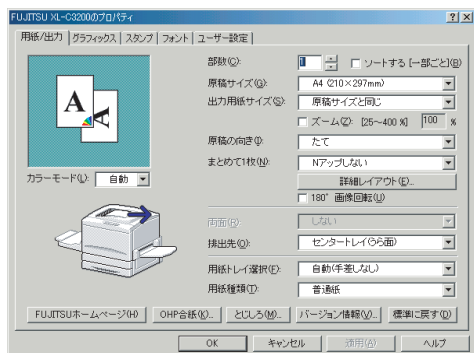 FUJITSU XL-C3200のプロパティ
用紙/出力 グラフィックス スタンプ フォント ユーザー設定
部数(C): 1 ソートする [一部ごと](B)
原稿サイズ(G): A4 (210×297mm)
出力用紙サイズ(S): 原稿サイズと同じ
ズーム(Z): [25~400 %] 100 %
原稿の向き(I): たて
まとめて1枚(N): Nアップしない
詳細レイアウト(E)...
180° 画像回転(U)
A A
カラーモード(L): 自動
両面(R): しない
排出先(O): センタートレイ(うら面)
用紙トレイ選択(F): 自動(手差しなし)
用紙種類(T): 普通紙
FUJITSUホームページ(H) OHP合紙(K)... とじしろ(M)... バージョン情報(V)... 標準に戻す(D)
OK キャンセル 適用(A) ヘルプ